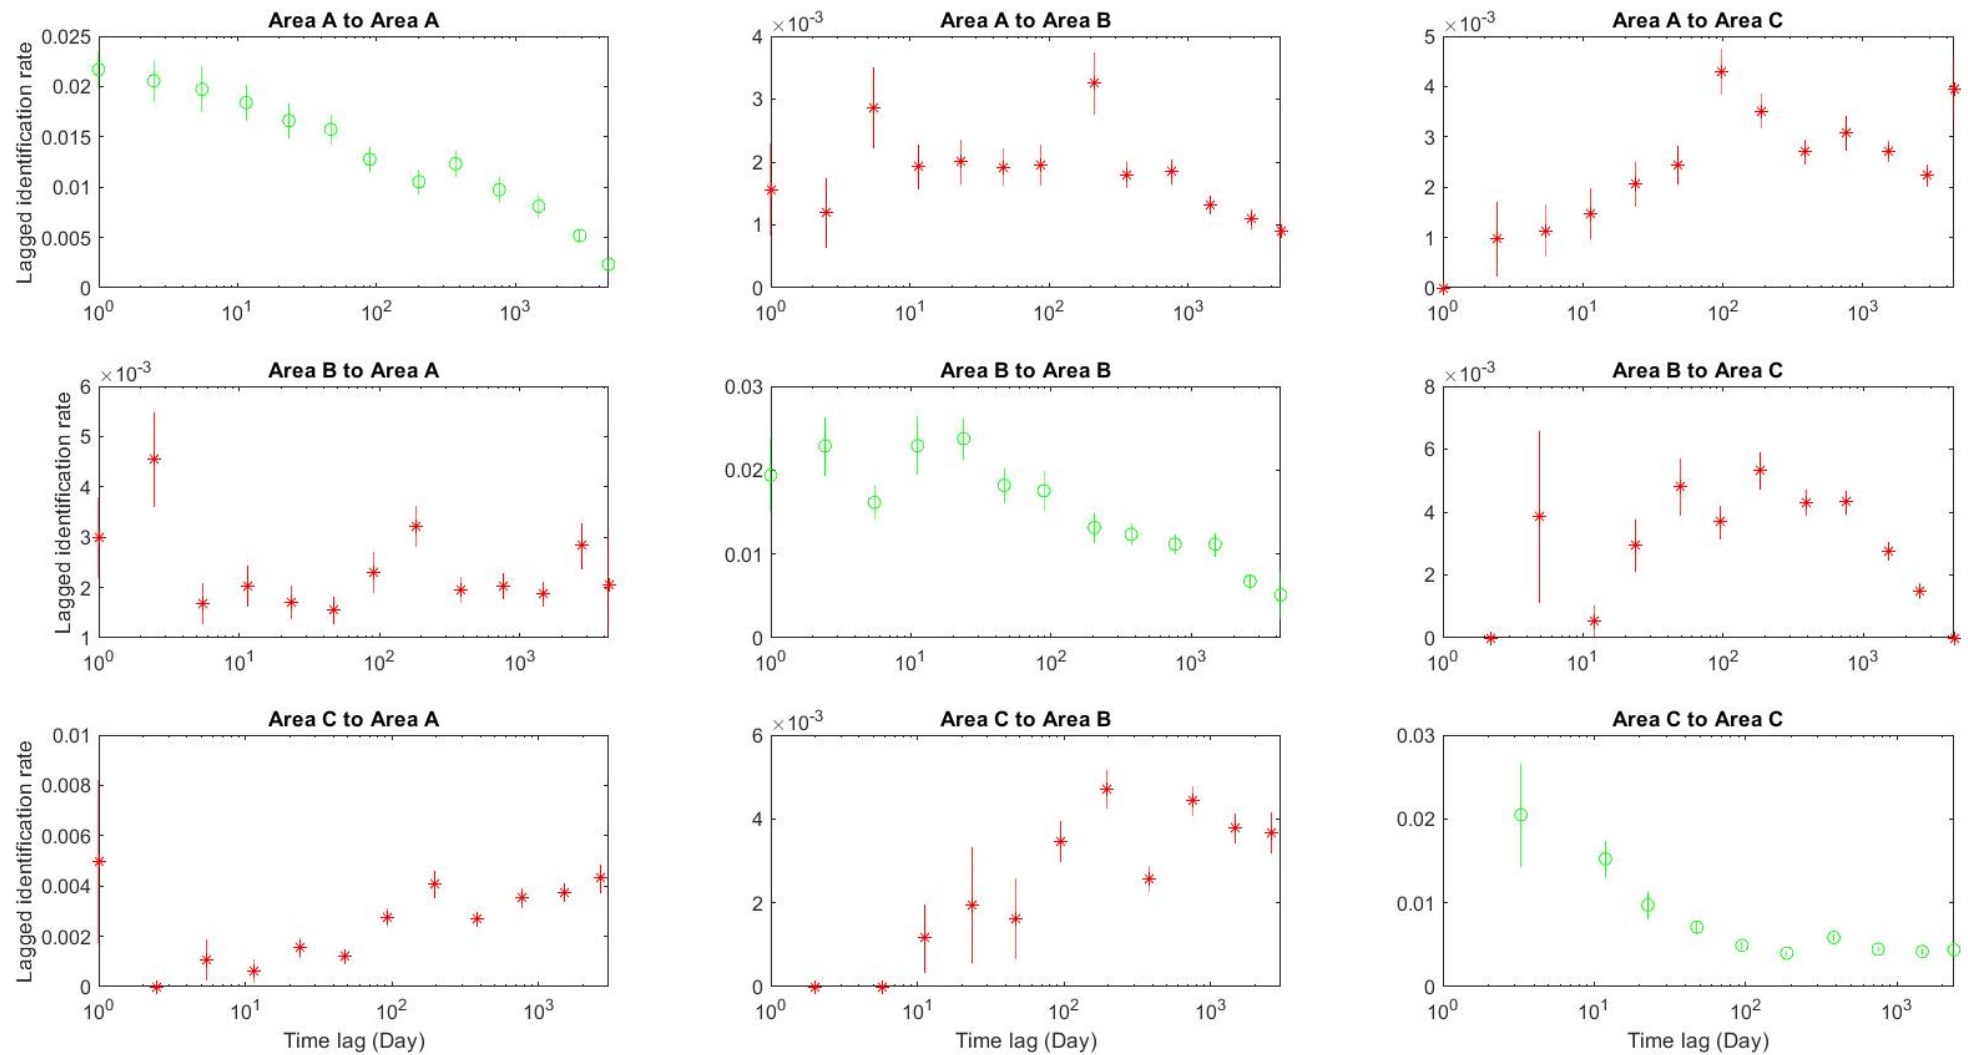 Area A to Area A
Lagged identification rate
0.025
0.02
0.015
0.01
0.005
0
10^0 10^1 10^2 10^3
Area A to Area B
×10^-3
4
3
2
1
0
10^0 10^1 10^2 10^3
Area A to Area C
×10^-3
5
4
3
2
1
0
10^0 10^1 10^2 10^3
Area B to Area A
Lagged identification rate
×10^-3
6
5
4
3
2
1
10^0 10^1 10^2 10^3
Area B to Area B
0.03
0.02
0.01
0
10^0 10^1 10^2 10^3
Area B to Area C
×10^-3
8
6
4
2
0
10^0 10^1 10^2 10^3
Area C to Area A
Lagged identification rate
0.01
0.008
0.006
0.004
0.002
0
10^0 10^1 10^2 10^3
Time lag (Day)
Area C to Area B
×10^-3
6
4
2
0
10^0 10^1 10^2 10^3
Time lag (Day)
Area C to Area C
0.03
0.02
0.01
0
10^0 10^1 10^2 10^3
Time lag (Day)